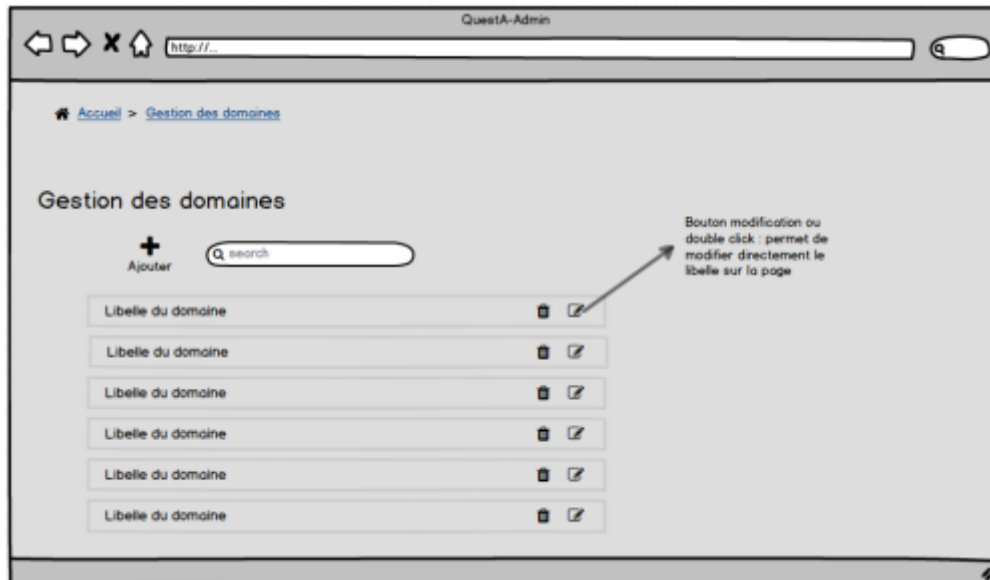 QuestA-Admin
http://...
Accueil > Gestion des domaines
Gestion des domaines
Ajouter
search
Bouton modification ou
double click : permet de
modifier directement le
libelle sur la page
Libelle du domaine
Libelle du domaine
Libelle du domaine
Libelle du domaine
Libelle du domaine
Libelle du domaine